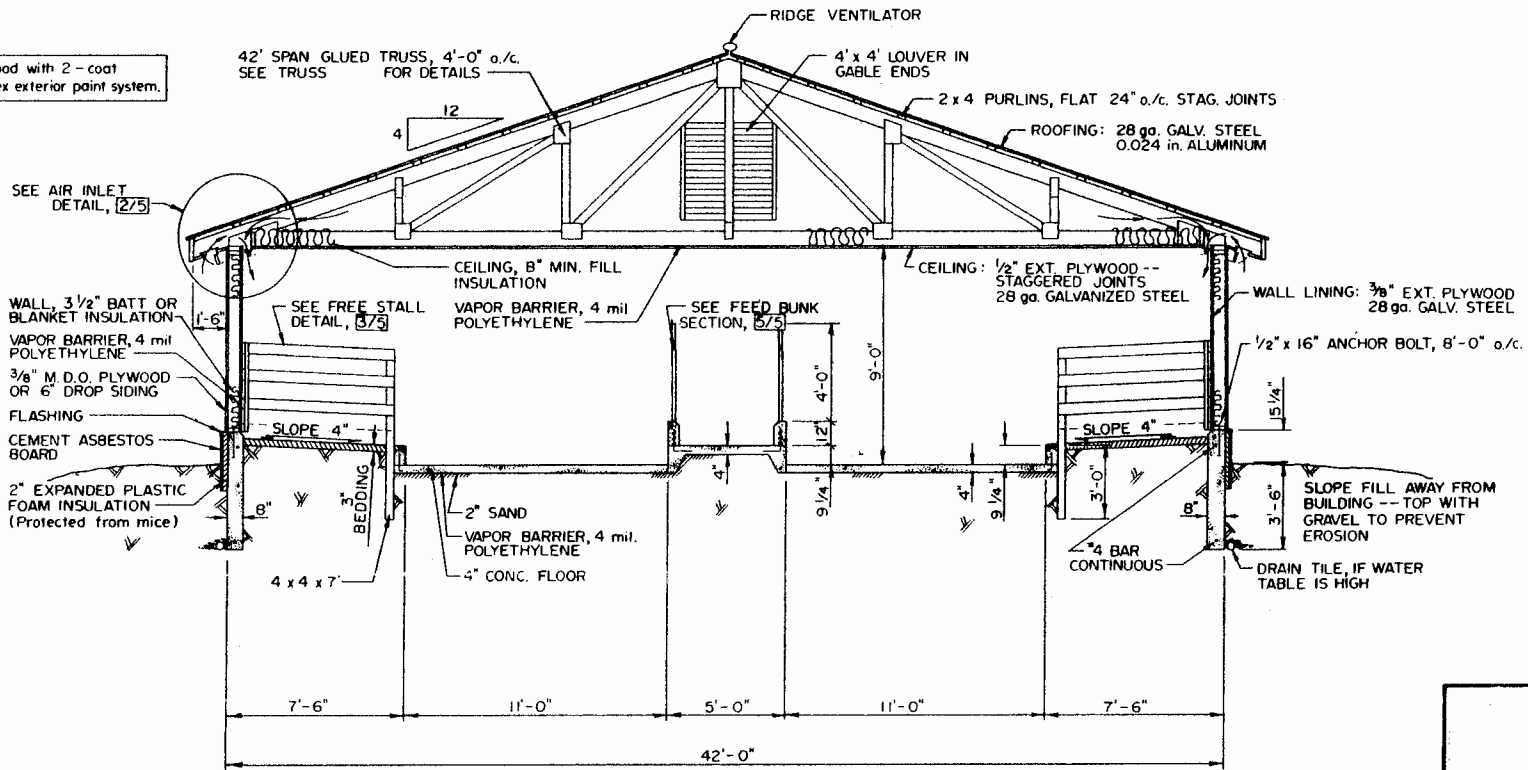 RIDGE VENTILATOR
42' SPAN GLUED TRUSS, 4'-0" o./c.
SEE TRUSS FOR DETAILS
4' x 4' LOUVER IN
GABLE ENDS
with 2-coat
exterior paint system.
12
4
2 x 4 PURLINS, FLAT 24" o./c. STAG. JOINTS
ROOFING: 28 ga. GALV. STEEL
0.024 in. ALUMINUM
SEE AIR INLET
DETAIL, 2/5
CEILING, 8" MIN. FILL
INSULATION
CEILING: 1/2" EXT. PLYWOOD --
STAGGERED JOINTS
28 ga. GALVANIZED STEEL
WALL, 3 1/2" BATT OR
BLANKET INSULATION
1'-6"
SEE FREE STALL
DETAIL, 3/5
VAPOR BARRIER, 4 mil
POLYETHYLENE
SEE FEED BUNK
SECTION, 5/5
WALL LINING: 3/8" EXT. PLYWOOD
28 ga. GALV. STEEL
VAPOR BARRIER, 4 mil
POLYETHYLENE
1/2" x 16" ANCHOR BOLT, 8'-0" o./c.
3/8" M.D.O. PLYWOOD
OR 6" DROP SIDING
4'-0"
9'-0"
15 1/4"
FLASHING
CEMENT ASBESTOS
BOARD
SLOPE 4"
12"
SLOPE 4"
2" EXPANDED PLASTIC
FOAM INSULATION
(Protected from mice)
8"
3"
BEDDING
2" SAND
VAPOR BARRIER, 4 mil.
POLYETHYLENE
4" CONC. FLOOR
4 x 4 x 7'
4"
9 1/4"
4"
9 1/4"
3'-0"
8"
3'-6"
SLOPE FILL AWAY FROM
BUILDING -- TOP WITH
GRAVEL TO PREVENT
EROSION
#4 BAR
CONTINUOUS
DRAIN TILE, IF WATER
TABLE IS HIGH
7'-6"
11'-0"
5'-0"
11'-0"
7'-6"
42'-0"